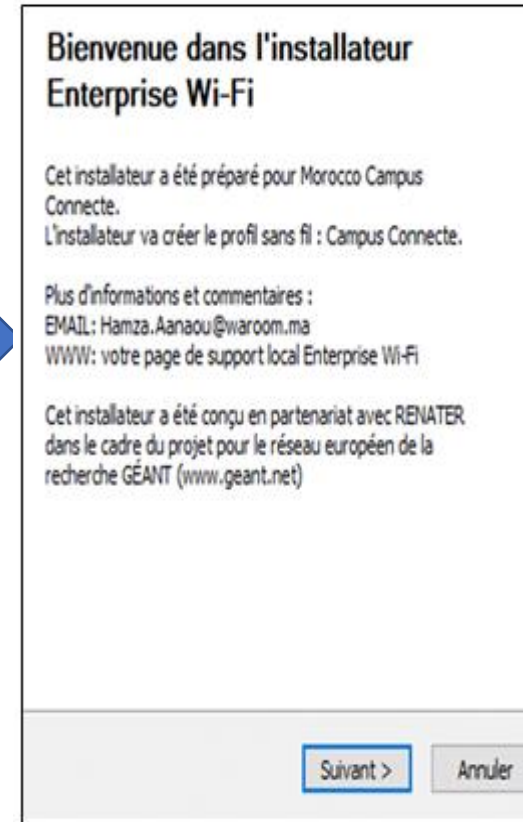 Bienvenue dans l'installateur
Enterprise Wi-Fi
Cet installateur a été préparé pour Morocco Campus
Connecte.
L'installateur va créer le profil sans fil : Campus Connecte.
Plus d'informations et commentaires :
EMAIL: Hamza.Aanaou@waroom.ma
WWW: votre page de support local Enterprise Wi-Fi
Cet installateur a été conçu en partenariat avec RENATER
dans le cadre du projet pour le réseau européen de la
recherche GÉANT (www.geant.net)
Suivant > Annuler